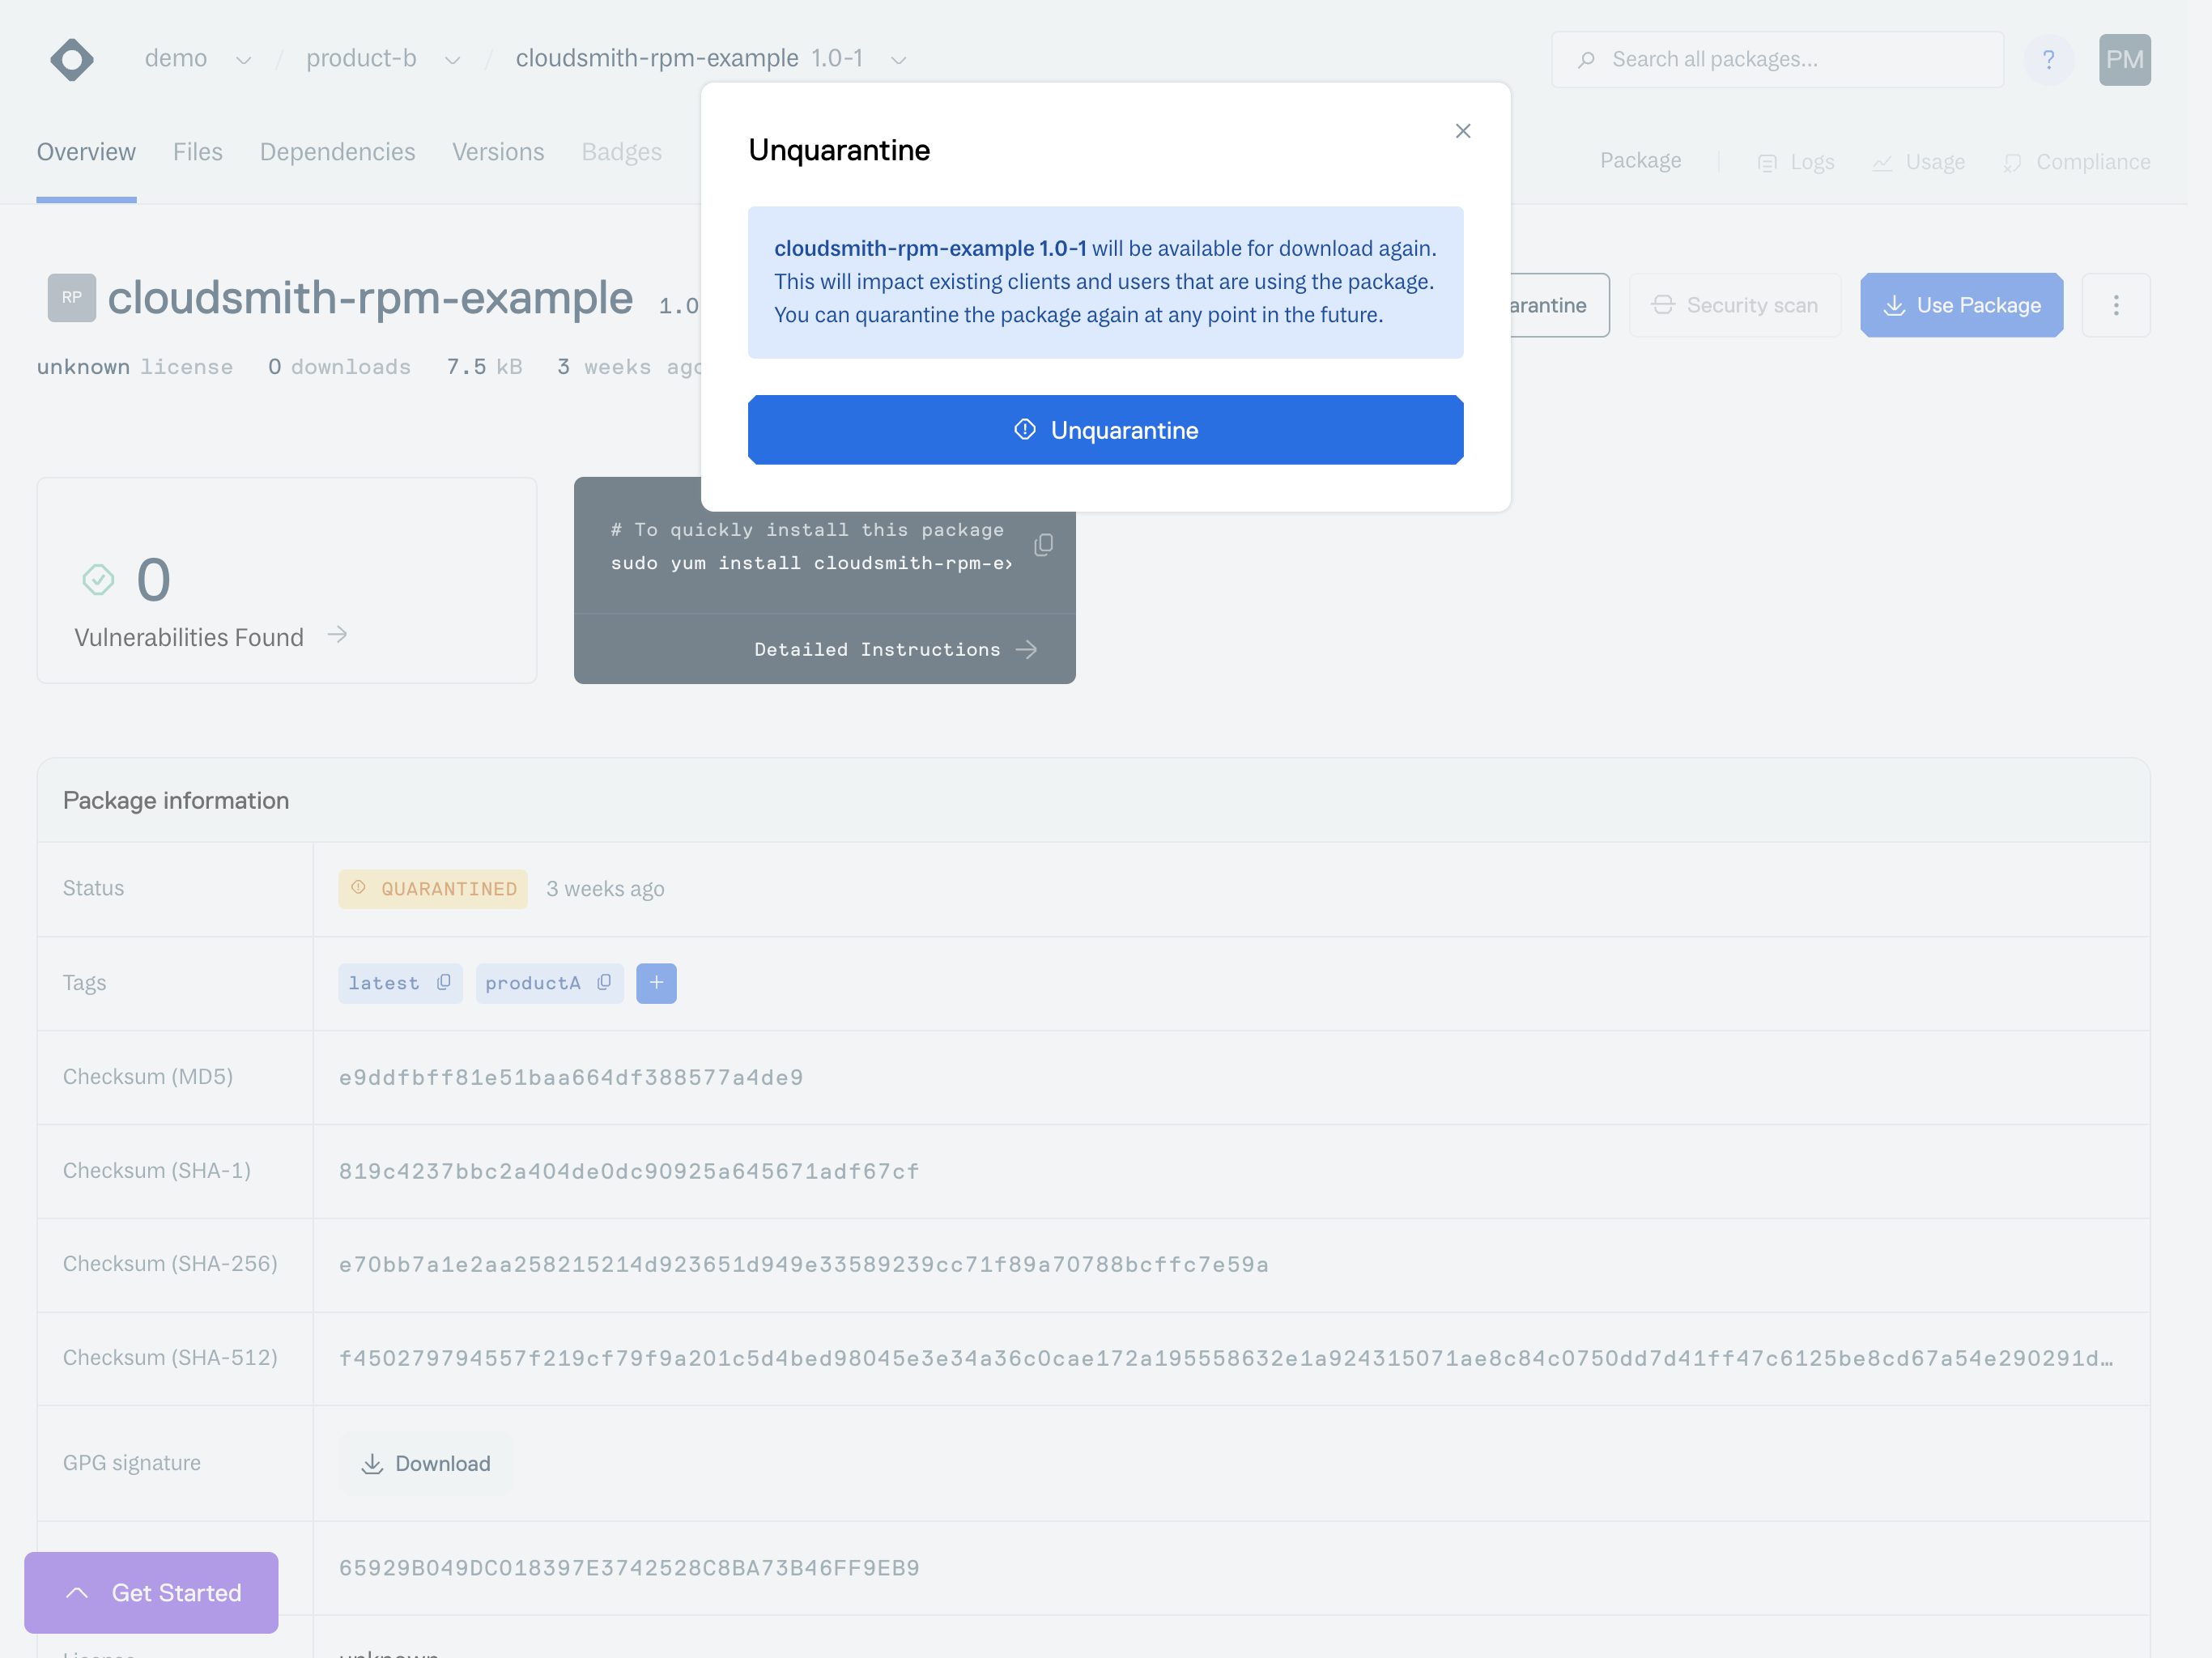 demo / product-b / cloudsmith-rpm-example 1.0-1
Search all packages...
?
PM
Overview Files Dependencies Versions Badges
Package Logs Usage Compliance
Unquarantine
cloudsmith-rpm-example 1.0-1 will be available for download again.
This will impact existing clients and users that are using the package.
You can quarantine the package again at any point in the future.
Unquarantine
RP cloudsmith-rpm-example 1.0
arantine
Security scan
Use Package
unknown license 0 downloads 7.5 kB 3 weeks ago
0
Vulnerabilities Found
# To quickly install this package
sudo yum install cloudsmith-rpm-e
Detailed Instructions
Package information
Status QUARANTINED 3 weeks ago
Tags latest productA +
Checksum (MD5) e9ddfbff81e51baa664df388577a4de9
Checksum (SHA-1) 819c4237bbc2a404de0dc90925a645671adf67cf
Checksum (SHA-256) e70bb7a1e2aa258215214d923651d949e33589239cc71f89a70788bcffc7e59a
Checksum (SHA-512) f450279794557f219cf79f9a201c5d4bed98045e3e34a36c0cae172a195558632e1a924315071ae8c84c0750dd7d41ff47c6125be8cd67a54e290291d…
GPG signature Download
65929B049DC018397E3742528C8BA73B46FF9EB9
Get Started